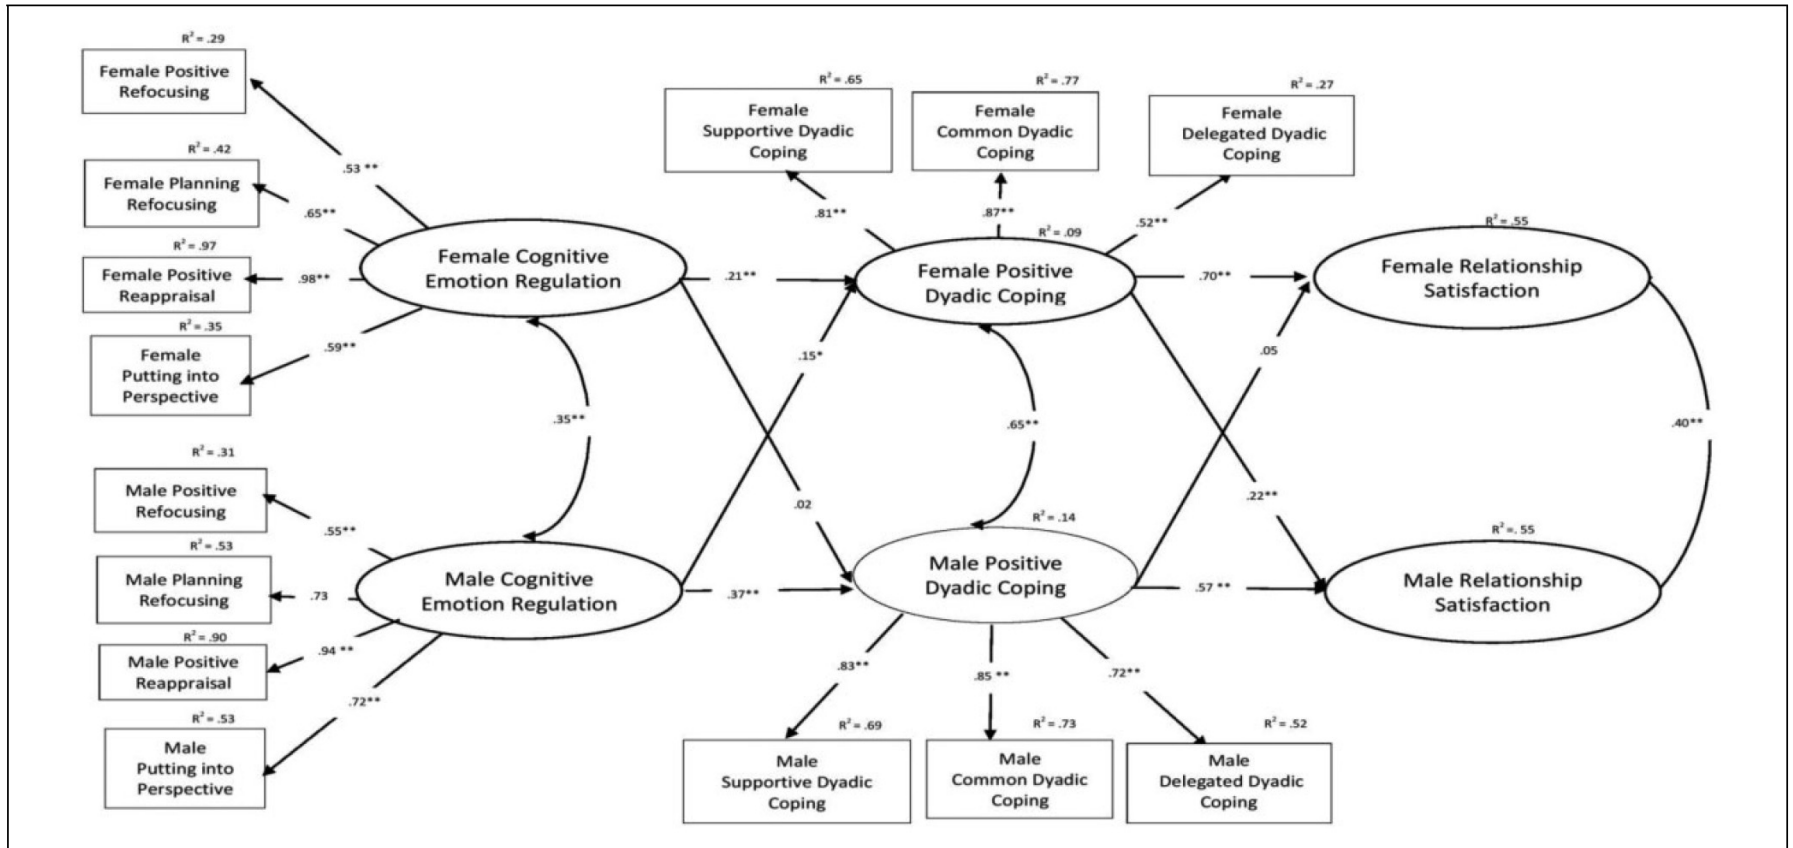 R² = .29
Female Positive
Refocusing
.53 **
R² = .42
Female Planning
Refocusing
.65**
R² = .97
Female Positive
Reappraisal
.98**
R² = .35
Female
Putting into
Perspective
.59**
Female Cognitive
Emotion Regulation
.35**
R² = .31
Male Positive
Refocusing
.55**
R² = .53
Male Planning
Refocusing
.73
R² = .90
Male Positive
Reappraisal
.94 **
R² = .53
Male
Putting into
Perspective
.72**
Male Cognitive
Emotion Regulation
.21**
.15*
.02
.37**
R² = .65
Female
Supportive Dyadic
Coping
.81**
R² = .77
Female
Common Dyadic
Coping
.87**
R² = .27
Female
Delegated Dyadic
Coping
.52**
R² = .09
Female Positive
Dyadic Coping
.65**
R² = .14
Male Positive
Dyadic Coping
.83**
R² = .69
Male
Supportive Dyadic
Coping
.85 **
R² = .73
Male
Common Dyadic
Coping
.72**
R² = .52
Male
Delegated Dyadic
Coping
.70**
.05
.22**
.57 **
R² = .55
Female Relationship
Satisfaction
.40**
R² =. 55
Male Relationship
Satisfaction